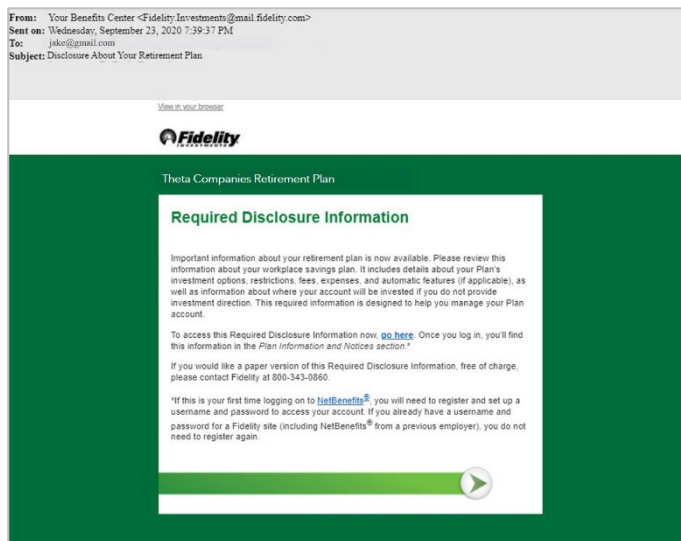 From: Your Benefits Center <Fidelity.Investments@mail.fidelity.com>
Sent on: Wednesday, September 23, 2020 7:39:37 PM
To: jake@gmail.com
Subject: Disclosure About Your Retirement Plan
View in your browser
Fidelity
INVESTMENTS
Theta Companies Retirement Plan
Required Disclosure Information
Important information about your retirement plan is now available. Please review this
information about your workplace savings plan. It includes details about your Plan's
investment options, restrictions, fees, expenses, and automatic features (if applicable), as
well as information about where your account will be invested if you do not provide
investment direction. This required information is designed to help you manage your Plan
account.
To access this Required Disclosure Information now, go here. Once you log in, you'll find
this information in the Plan Information and Notices section.*
If you would like a paper version of this Required Disclosure Information, free of charge,
please contact Fidelity at 800-343-0860.
*If this is your first time logging on to NetBenefits®, you will need to register and set up a
username and password to access your account. If you already have a username and
password for a Fidelity site (including NetBenefits® from a previous employer), you do not
need to register again.